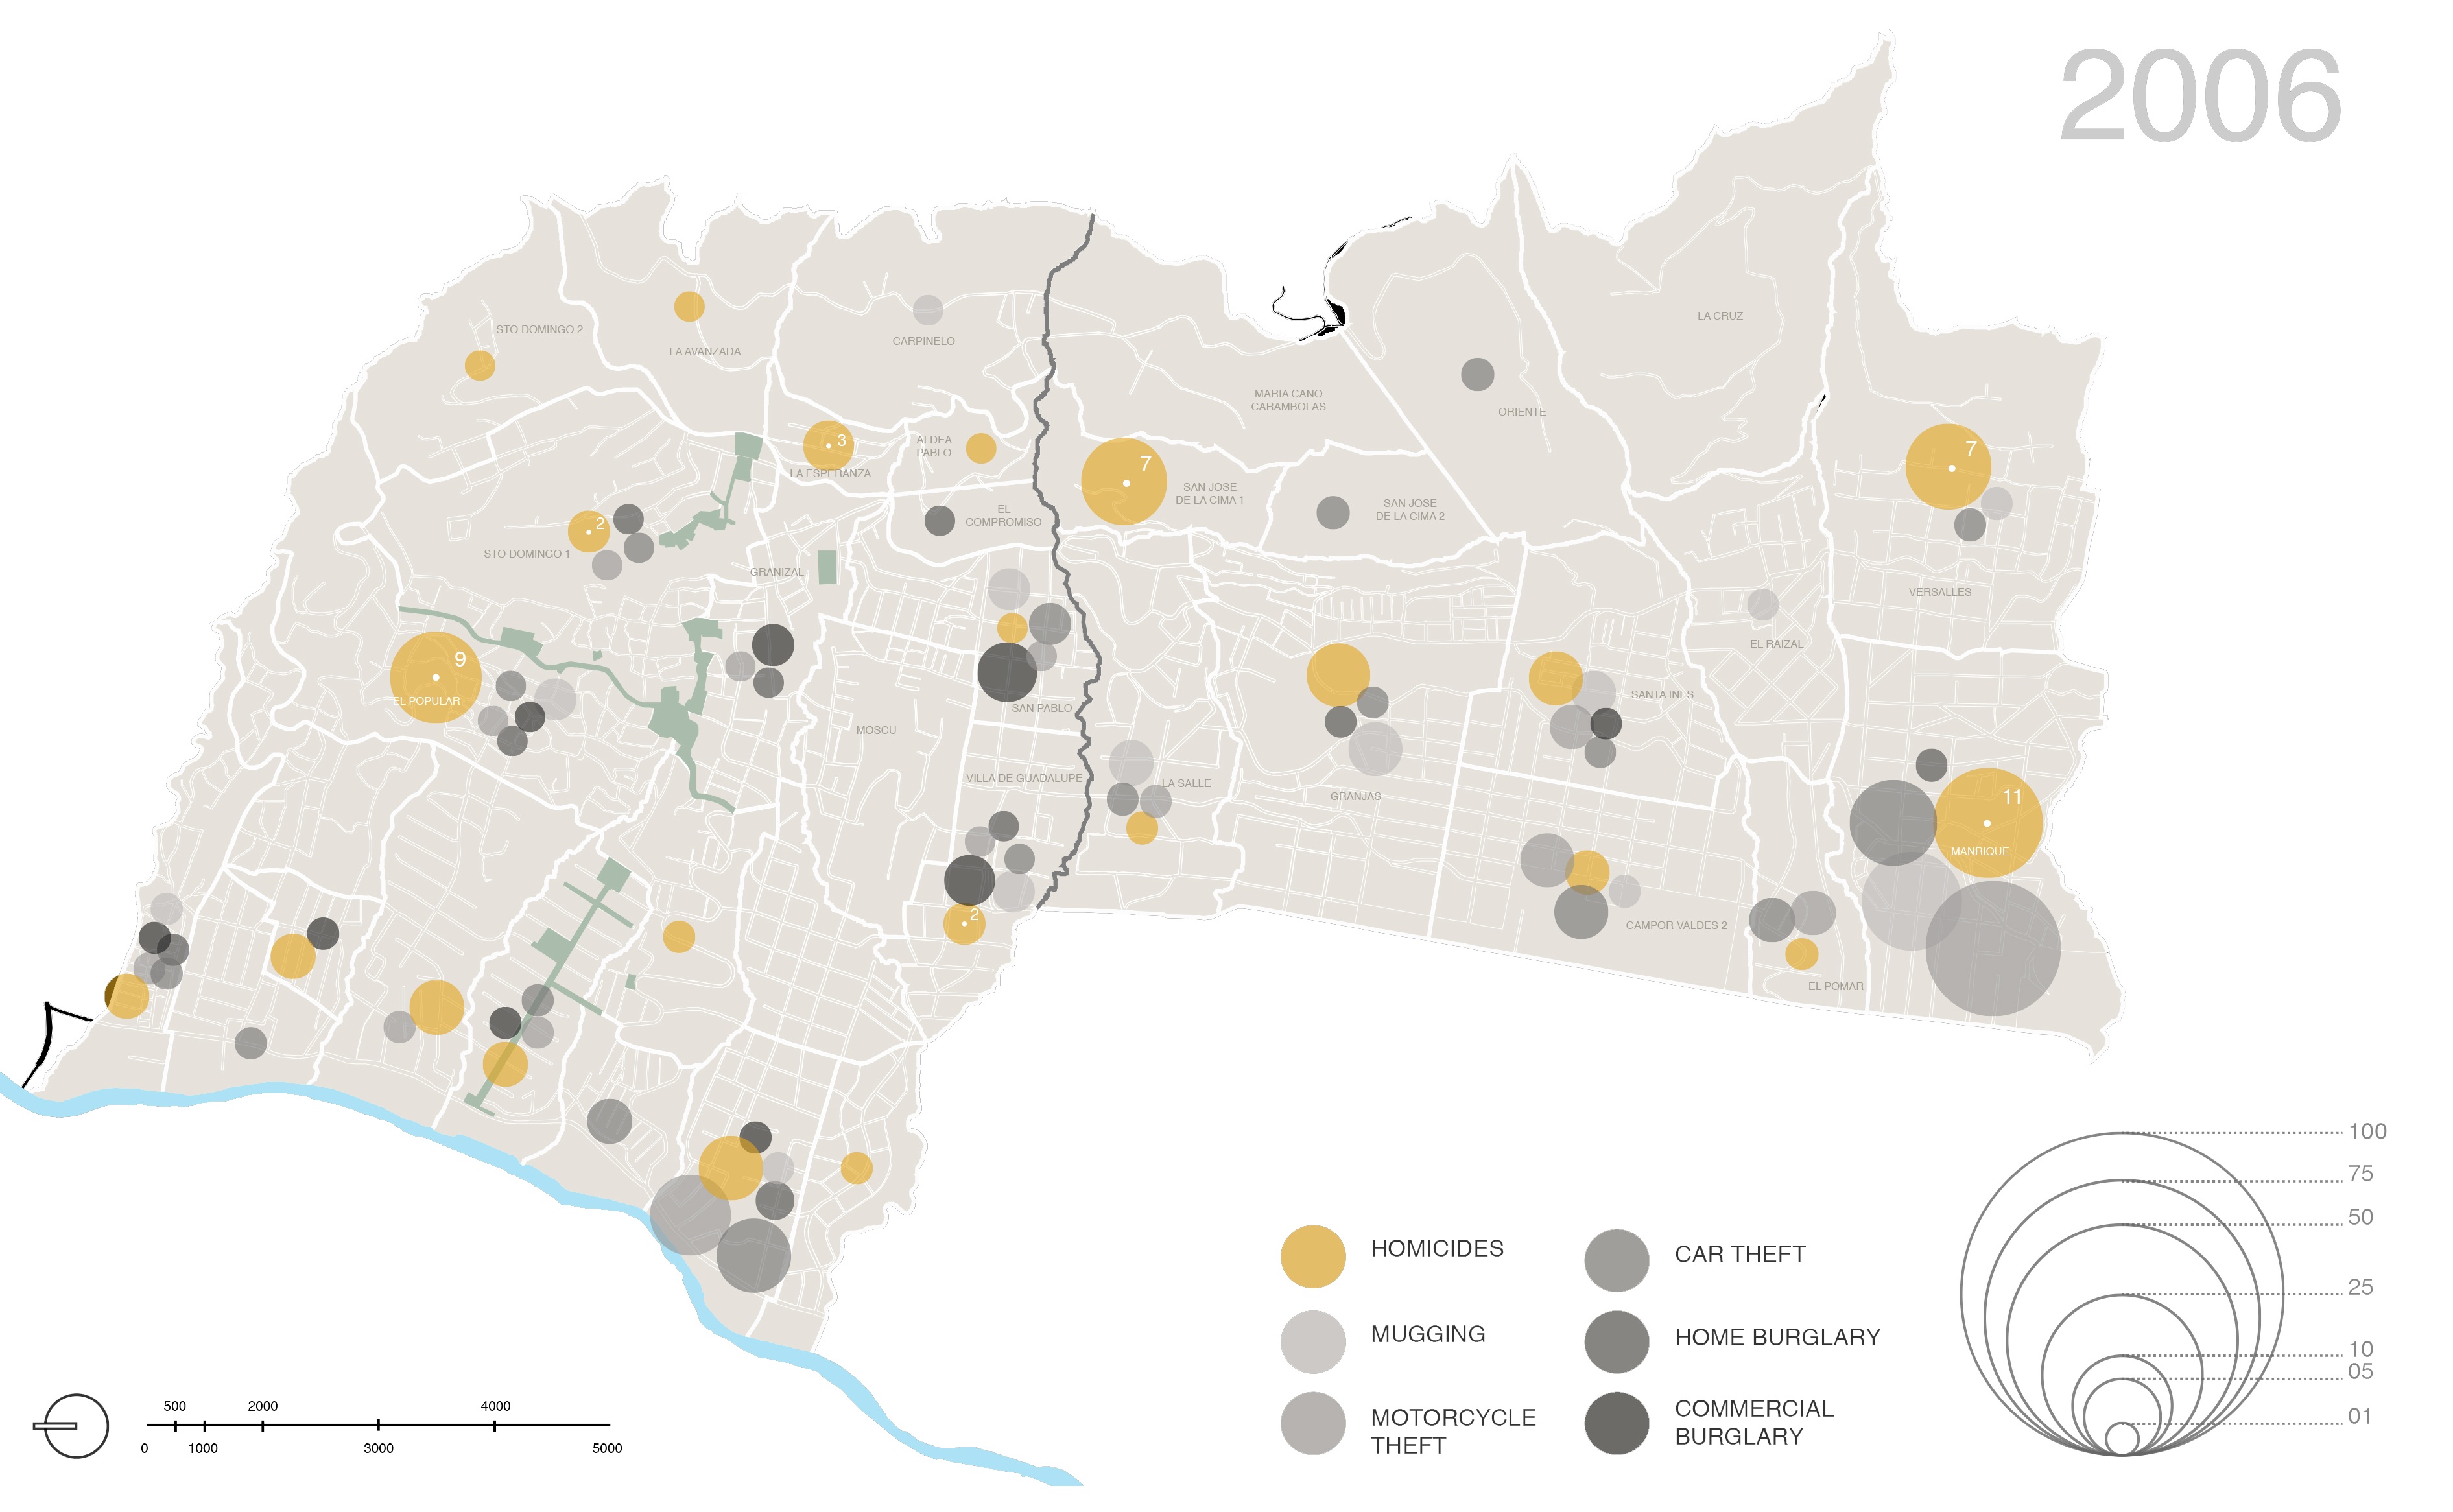 2006
STO DOMINGO 2
LA AVANZADA
CARPINELO
LA CRUZ
MARIA CANO
CARAMBOLAS
ORIENTE
3
LA ESPERANZA
ALDEA
PABLO
7
SAN JOSE
DE LA CIMA 1
SAN JOSE
DE LA CIMA 2
7
2
STO DOMINGO 1
EL
COMPROMISO
GRANIZAL
VERSALLES
EL RAIZAL
9
EL POPULAR
SAN PABLO
MOSCU
SANTA INES
VILLA DE GUADALUPE
LA SALLE
GRANJAS
11
MANRIQUE
2
CAMPOR VALDES 2
EL POMAR
HOMICIDES
MUGGING
MOTORCYCLE
THEFT
CAR THEFT
HOME BURGLARY
COMMERCIAL
BURGLARY
100
75
50
25
10
05
01
500 2000 4000
0 1000 3000 5000